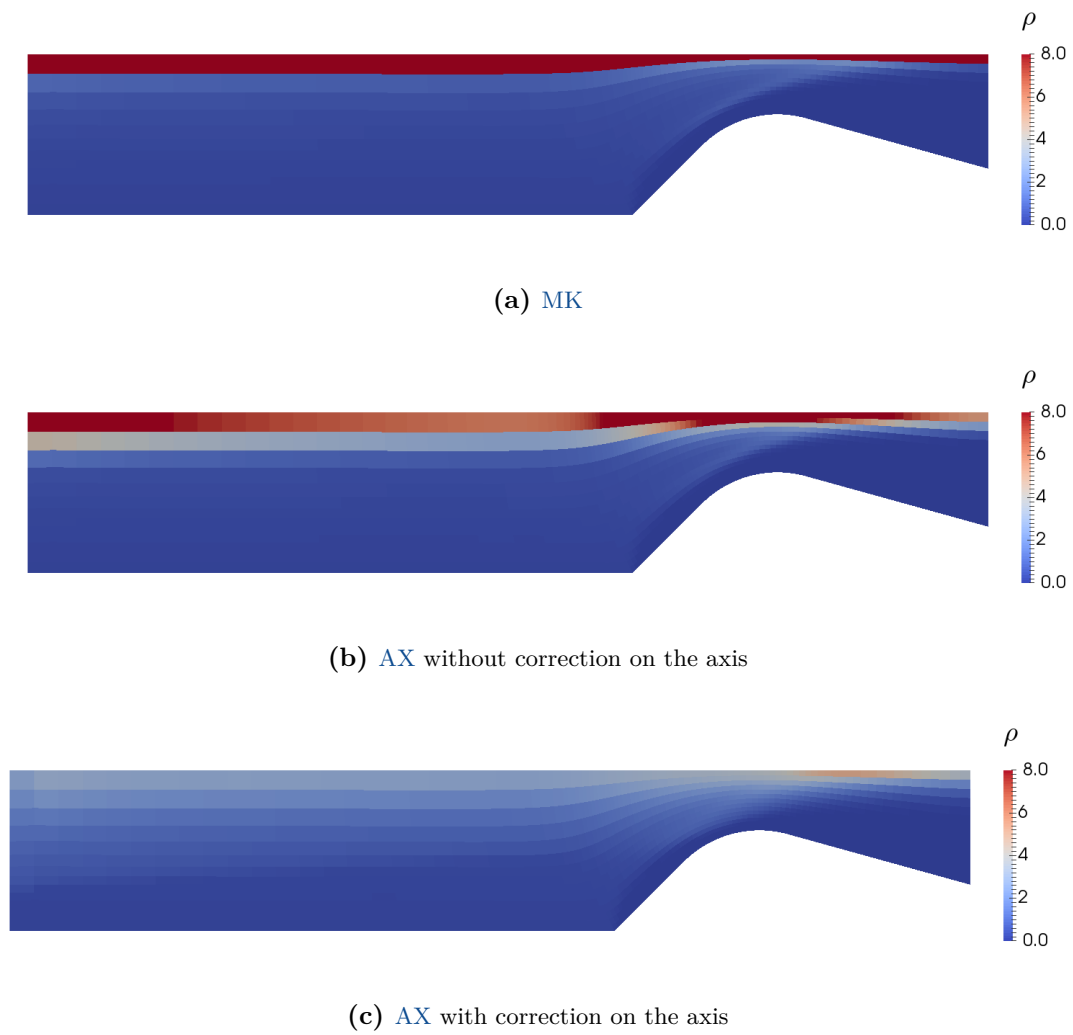 ρ
8.0
6
4
2
0.0
(a) MK
ρ
8.0
6
4
2
0.0
(b) AX without correction on the axis
ρ
8.0
6
4
2
0.0
(c) AX with correction on the axis